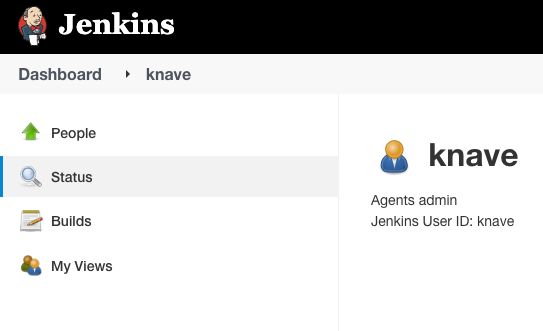 Jenkins
Dashboard knave
People
Status
Builds
My Views
knave
Agents admin
Jenkins User ID: knave